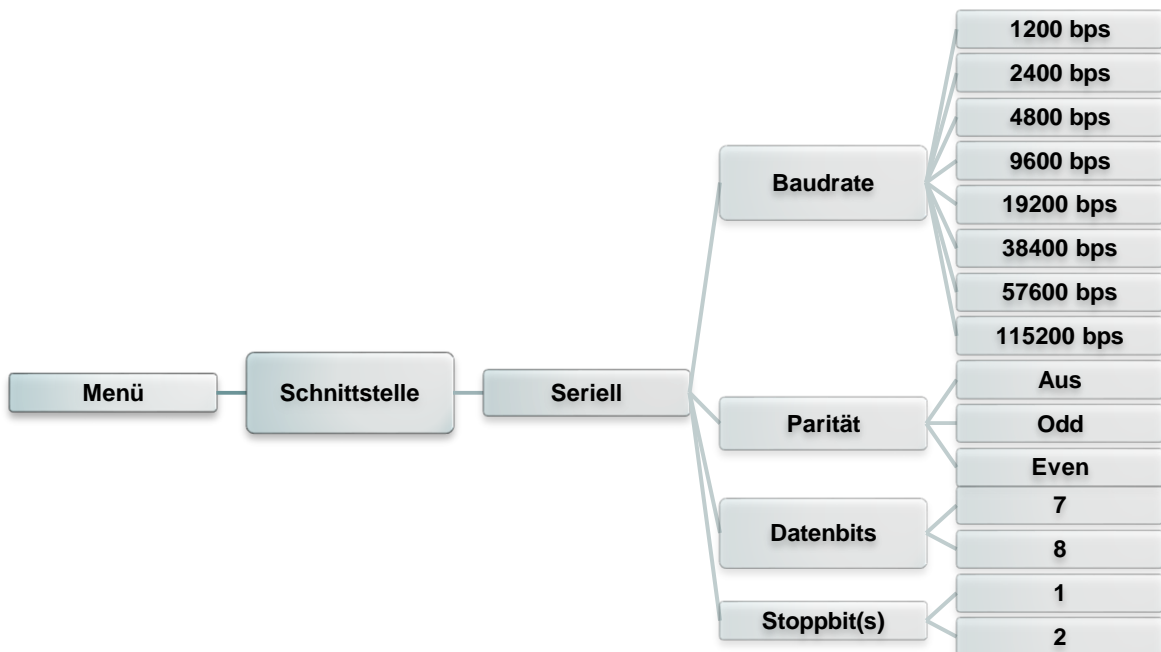 Menü
Schnittstelle
Seriell
Baudrate
1200 bps
2400 bps
4800 bps
9600 bps
19200 bps
38400 bps
57600 bps
115200 bps
Parität
Aus
Odd
Even
Datenbits
7
8
Stoppbit(s)
1
2